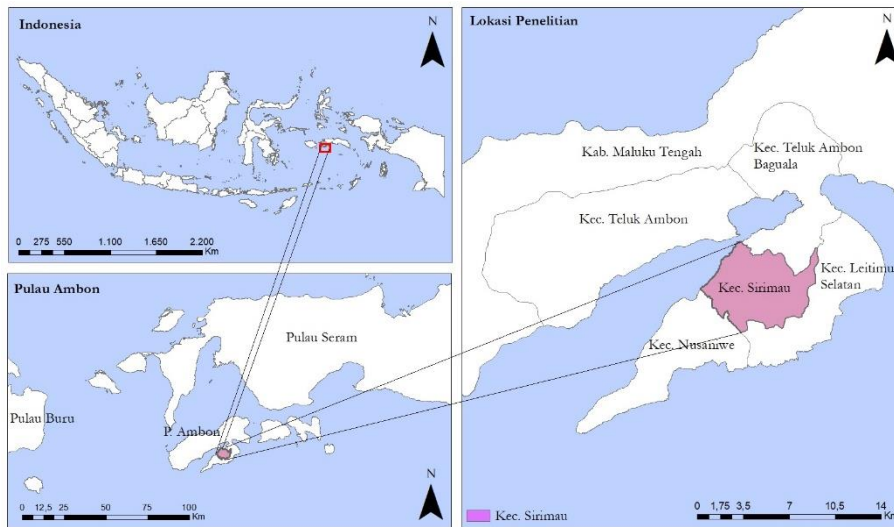 Indonesia
N
0 275 550 1.100 1.650 2.200
Km
Pulau Ambon
Pulau Seram
Pulau Buru
P. Ambon
N
0 12,5 25 50 75 100
Km
Lokasi Penelitian
N
Kab. Maluku Tengah
Kec. Teluk Ambon
Baguala
Kec. Teluk Ambon
Kec. Leitimu
Selatan
Kec. Sirimau
Kec. Nusaniwe
Kec. Sirimau
0 1,75 3,5 7 10,5 14
Km